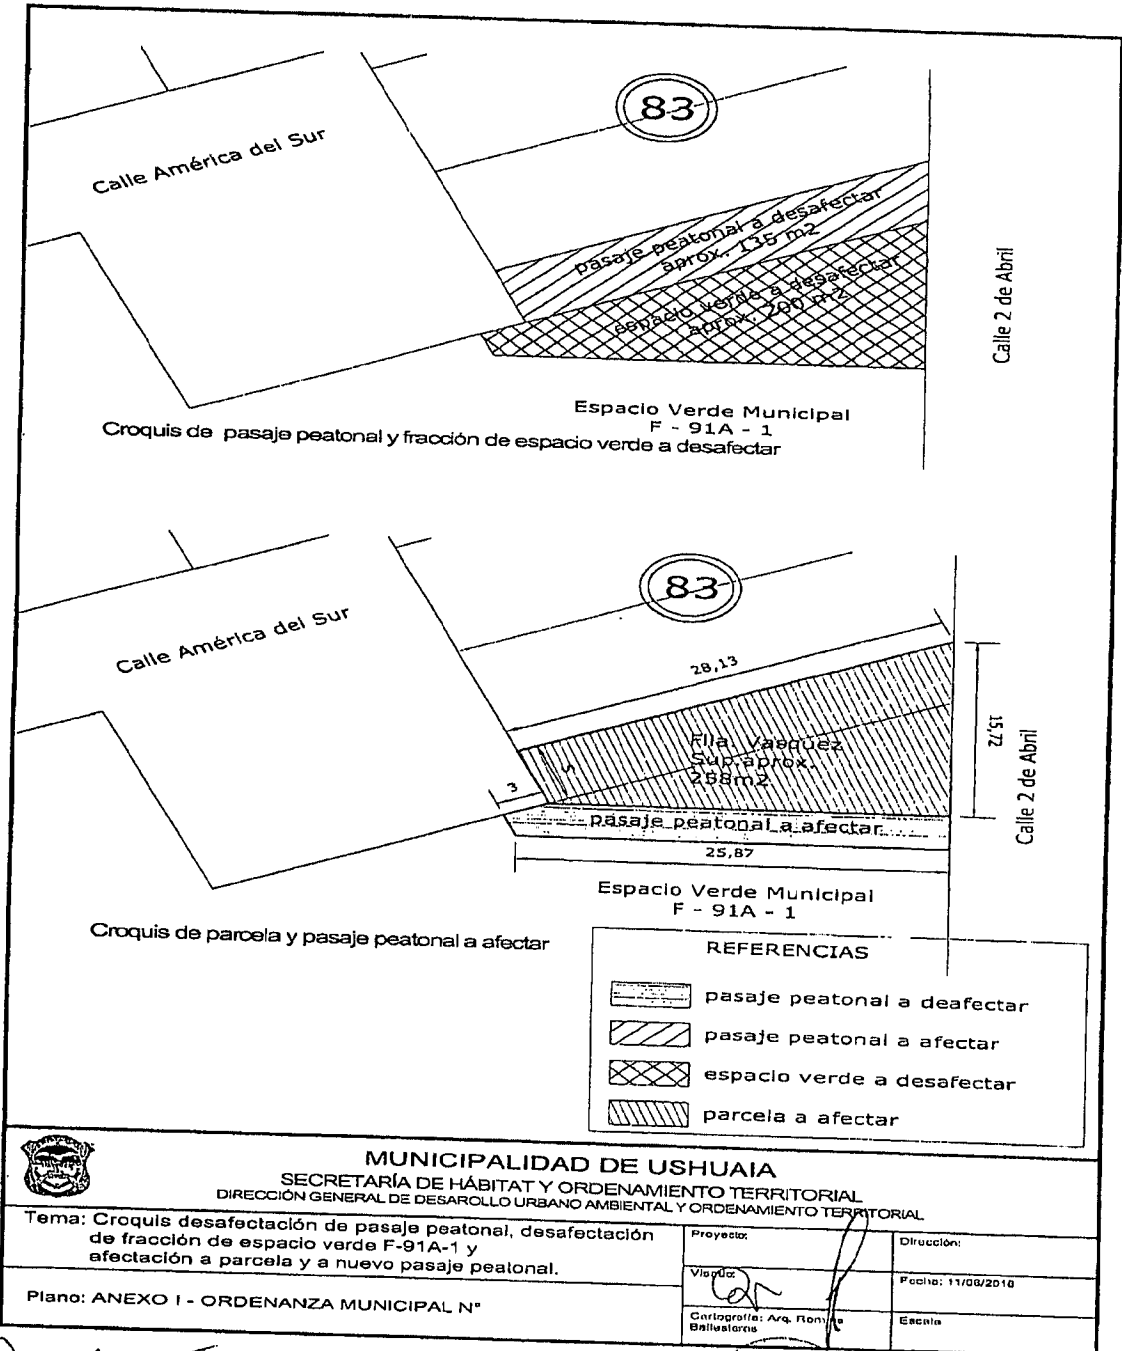 83
Calle América del Sur
pasaje peatonal a desafectar
aprox. 135 m2
espacio verde a desafectar
aprox. 200 m2
Calle 2 de Abril
Espacio Verde Municipal
F - 91A - 1
Croquis de pasaje peatonal y fracción de espacio verde a desafectar
83
Calle América del Sur
28,13
15,72
Flia. Vasquez
Sup.aprox.
258m2
5
3
Calle 2 de Abril
pasaje peatonal a afectar
25,87
Espacio Verde Municipal
F - 91A - 1
Croquis de parcela y pasaje peatonal a afectar
REFERENCIAS
pasaje peatonal a deafectar
pasaje peatonal a afectar
espacio verde a desafectar
parcela a afectar
MUNICIPALIDAD DE USHUAIA
SECRETARÍA DE HÁBITAT Y ORDENAMIENTO TERRITORIAL
DIRECCIÓN GENERAL DE DESAROLLO URBANO AMBIENTAL Y ORDENAMIENTO TERRITORIAL
Tema: Croquis desafectación de pasaje peatonal, desafectación
de fracción de espacio verde F-91A-1 y
afectación a parcela y a nuevo pasaje peatonal.
Proyecto:
Dirección:
Visado:
Fecha: 11/08/2010
Plano: ANEXO I - ORDENANZA MUNICIPAL N°
Cartografía: Arq.
Escala